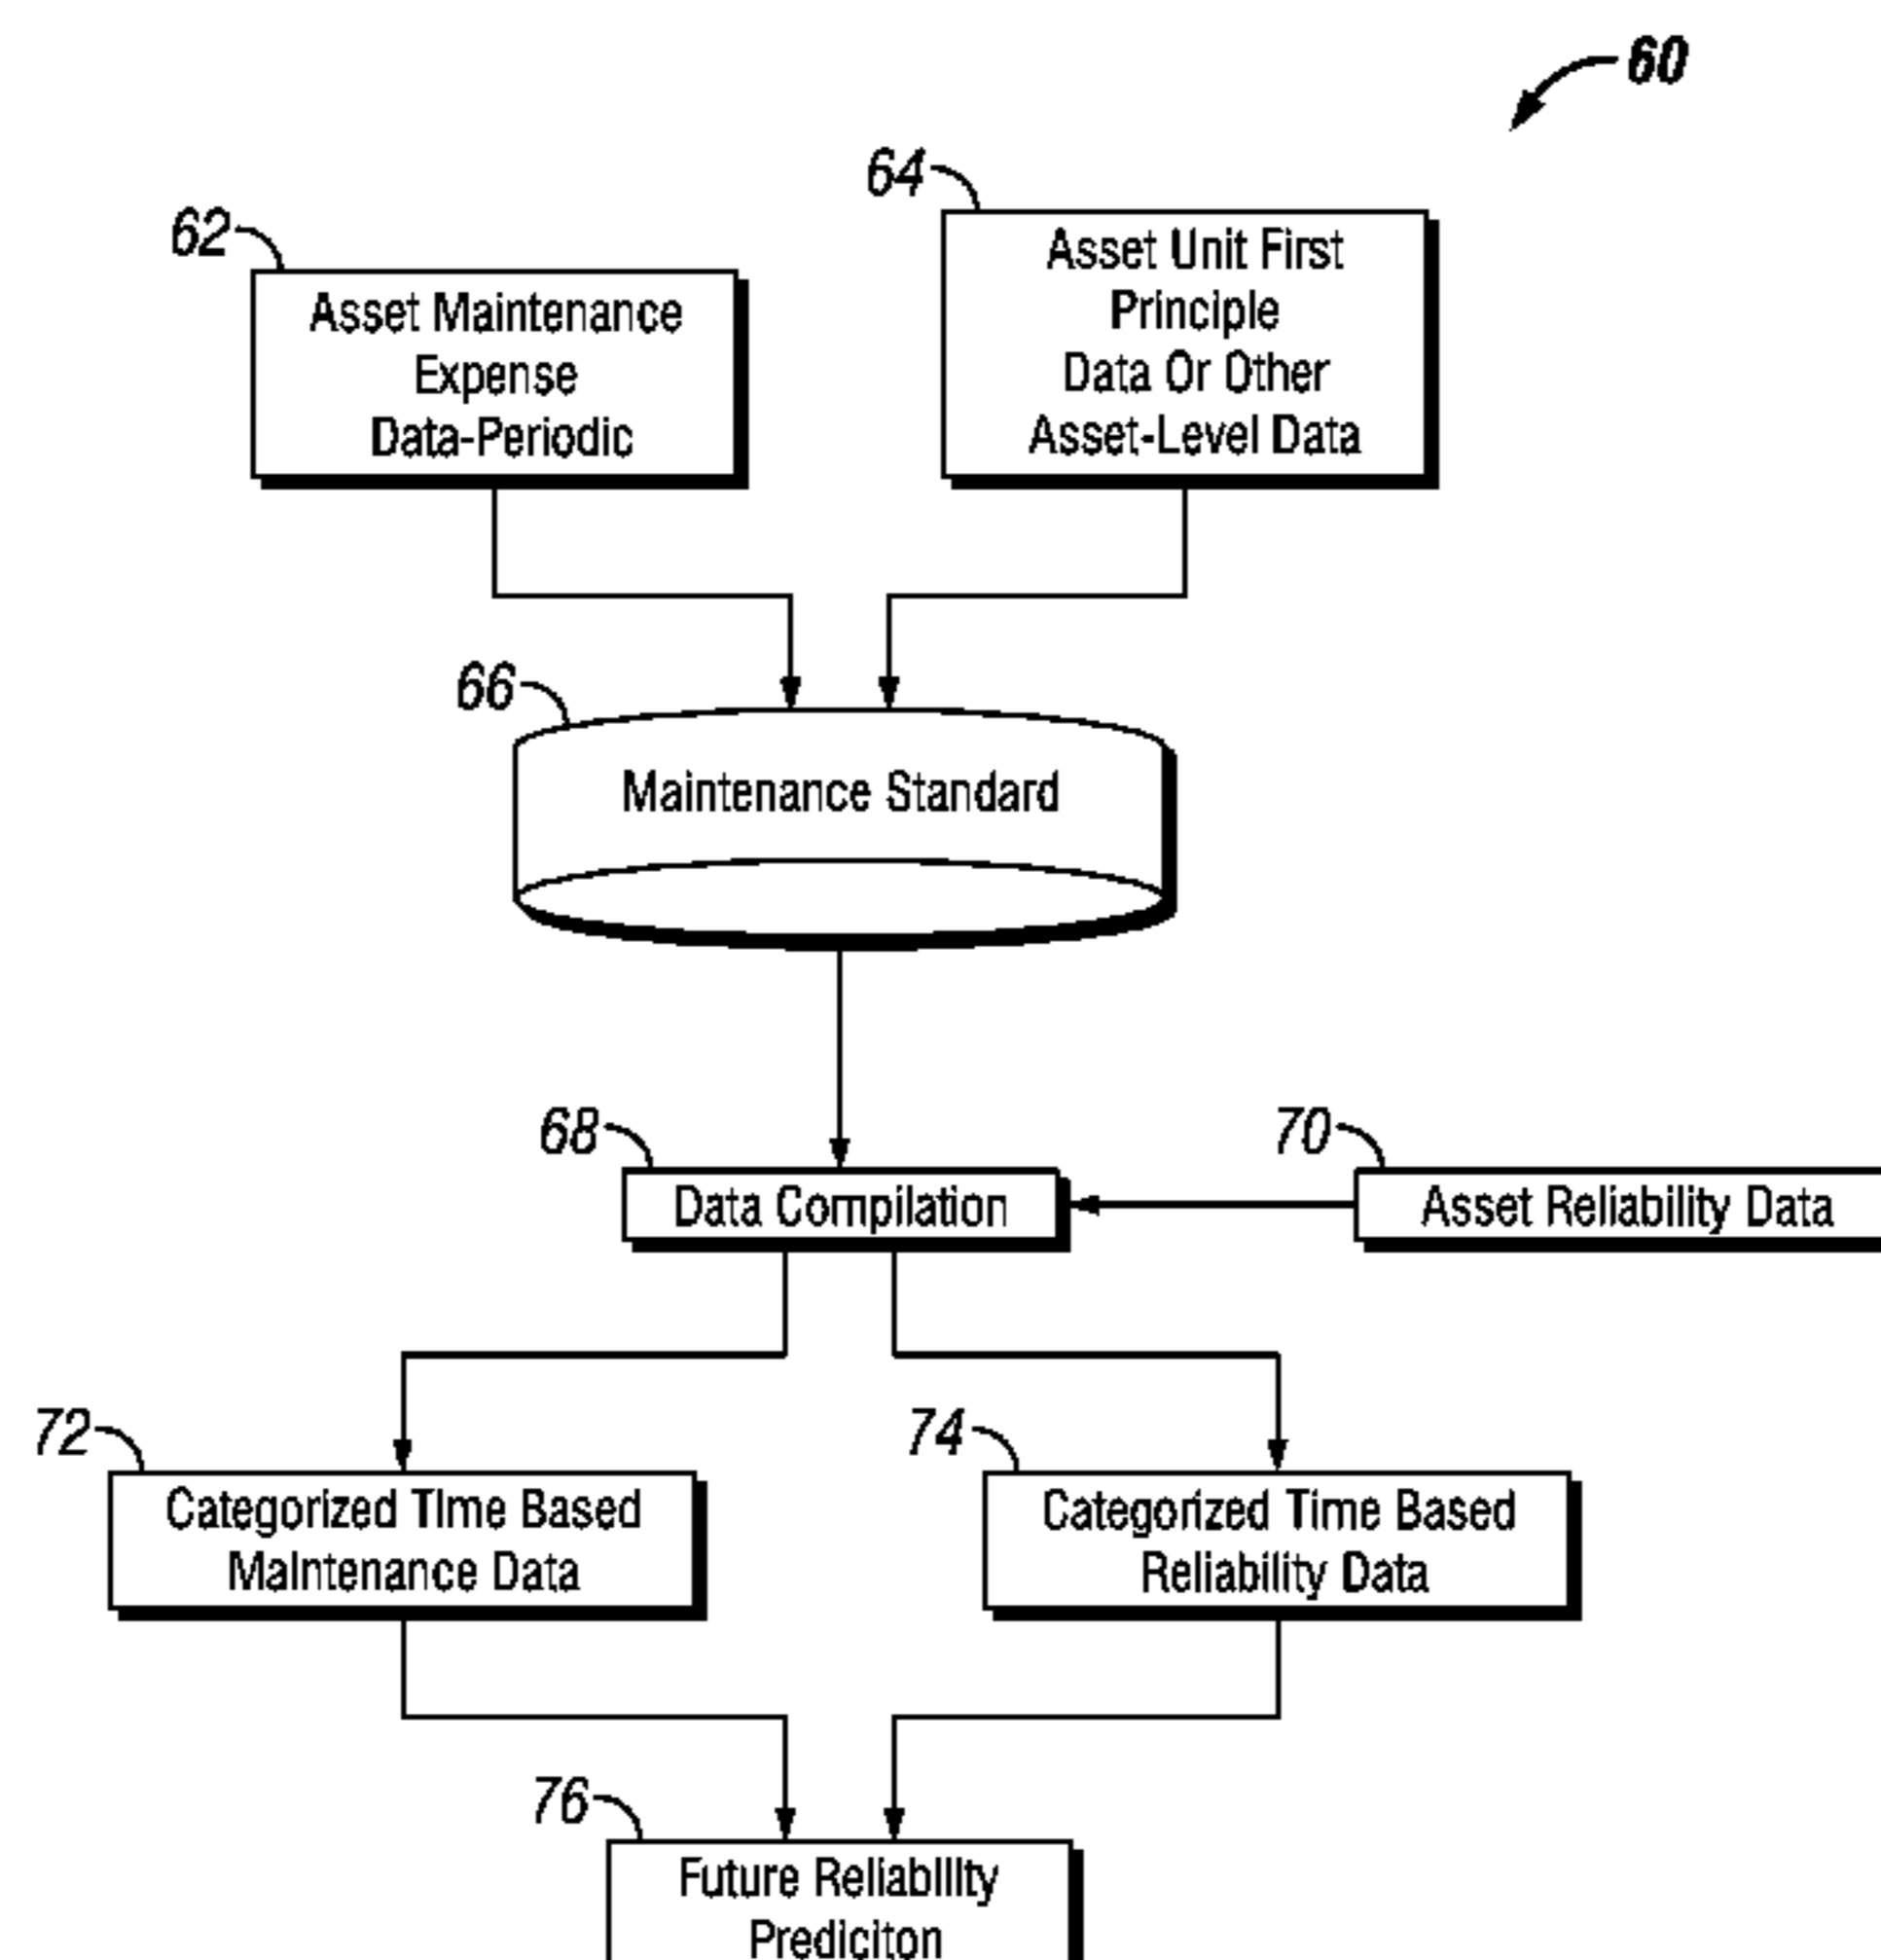 60
64
62
Asset Unit First
Principle
Data Or Other
Asset-Level Data
Asset Maintenance
Expense
Data-Periodic
66
Maintenance Standard
68
70
Data Compilation
Asset Reliability Data
72
74
Categorized Time Based
Maintenance Data
Categorized Time Based
Reliability Data
76
Future Reliability
Prediciton